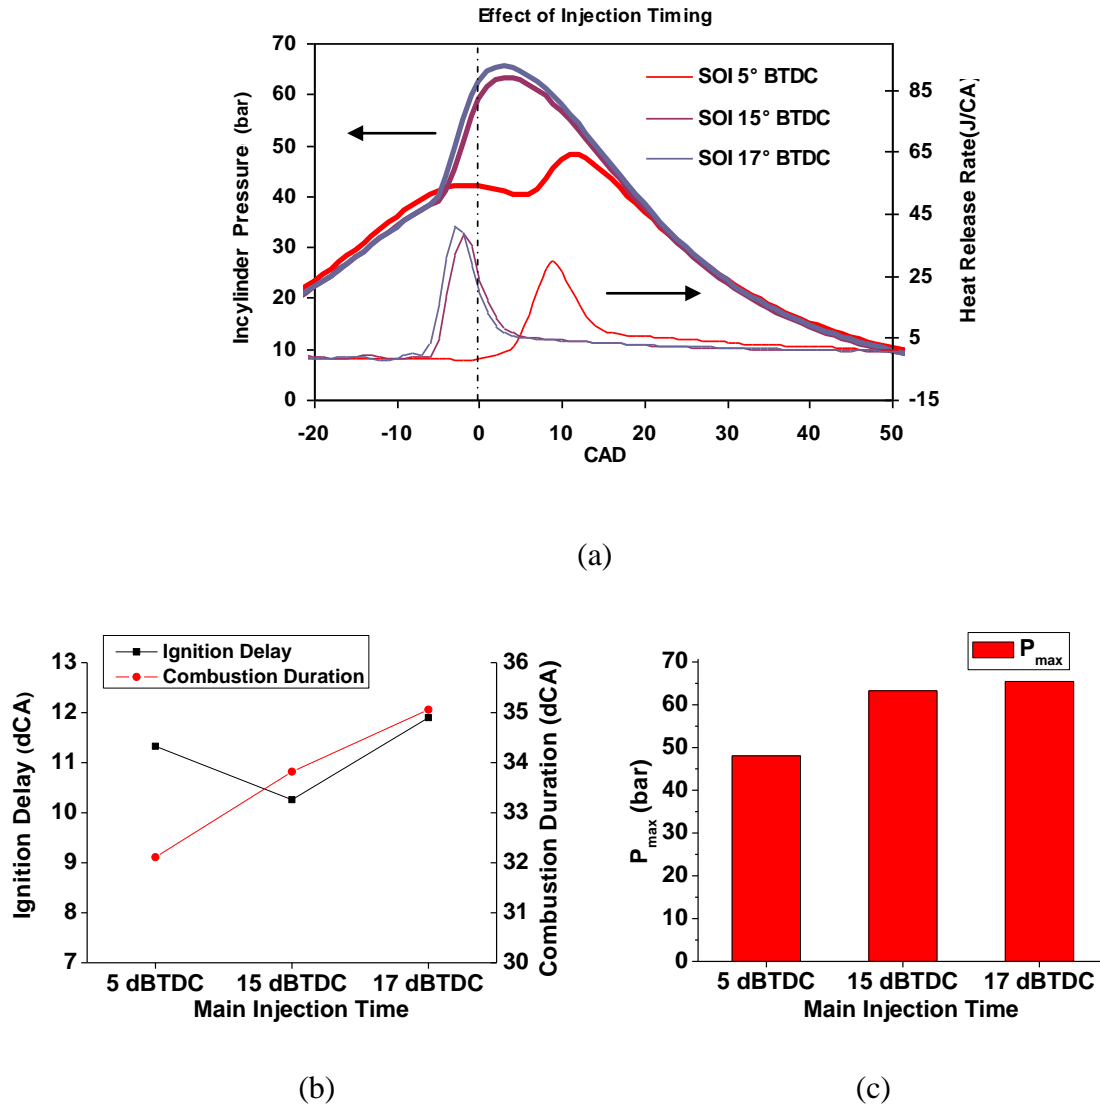 Effect of Injection Timing
Incylinder Pressure (bar)
70
60
50
40
30
20
10
0
SOI 5° BTDC
SOI 15° BTDC
SOI 17° BTDC
85
65
45
25
5
-15
Heat Release Rate(J/CA)
-20 -10 0 10 20 30 40 50
CAD
(a)
Ignition Delay
Combustion Duration
Ignition Delay (dCA)
13
12
11
10
9
8
7
36
35
34
33
32
31
30
Combustion Duration (dCA)
5 dBTDC 15 dBTDC 17 dBTDC
Main Injection Time
(b)
Pmax
Pmax (bar)
70
60
50
40
30
20
10
0
5 dBTDC 15 dBTDC 17 dBTDC
Main Injection Time
(c)